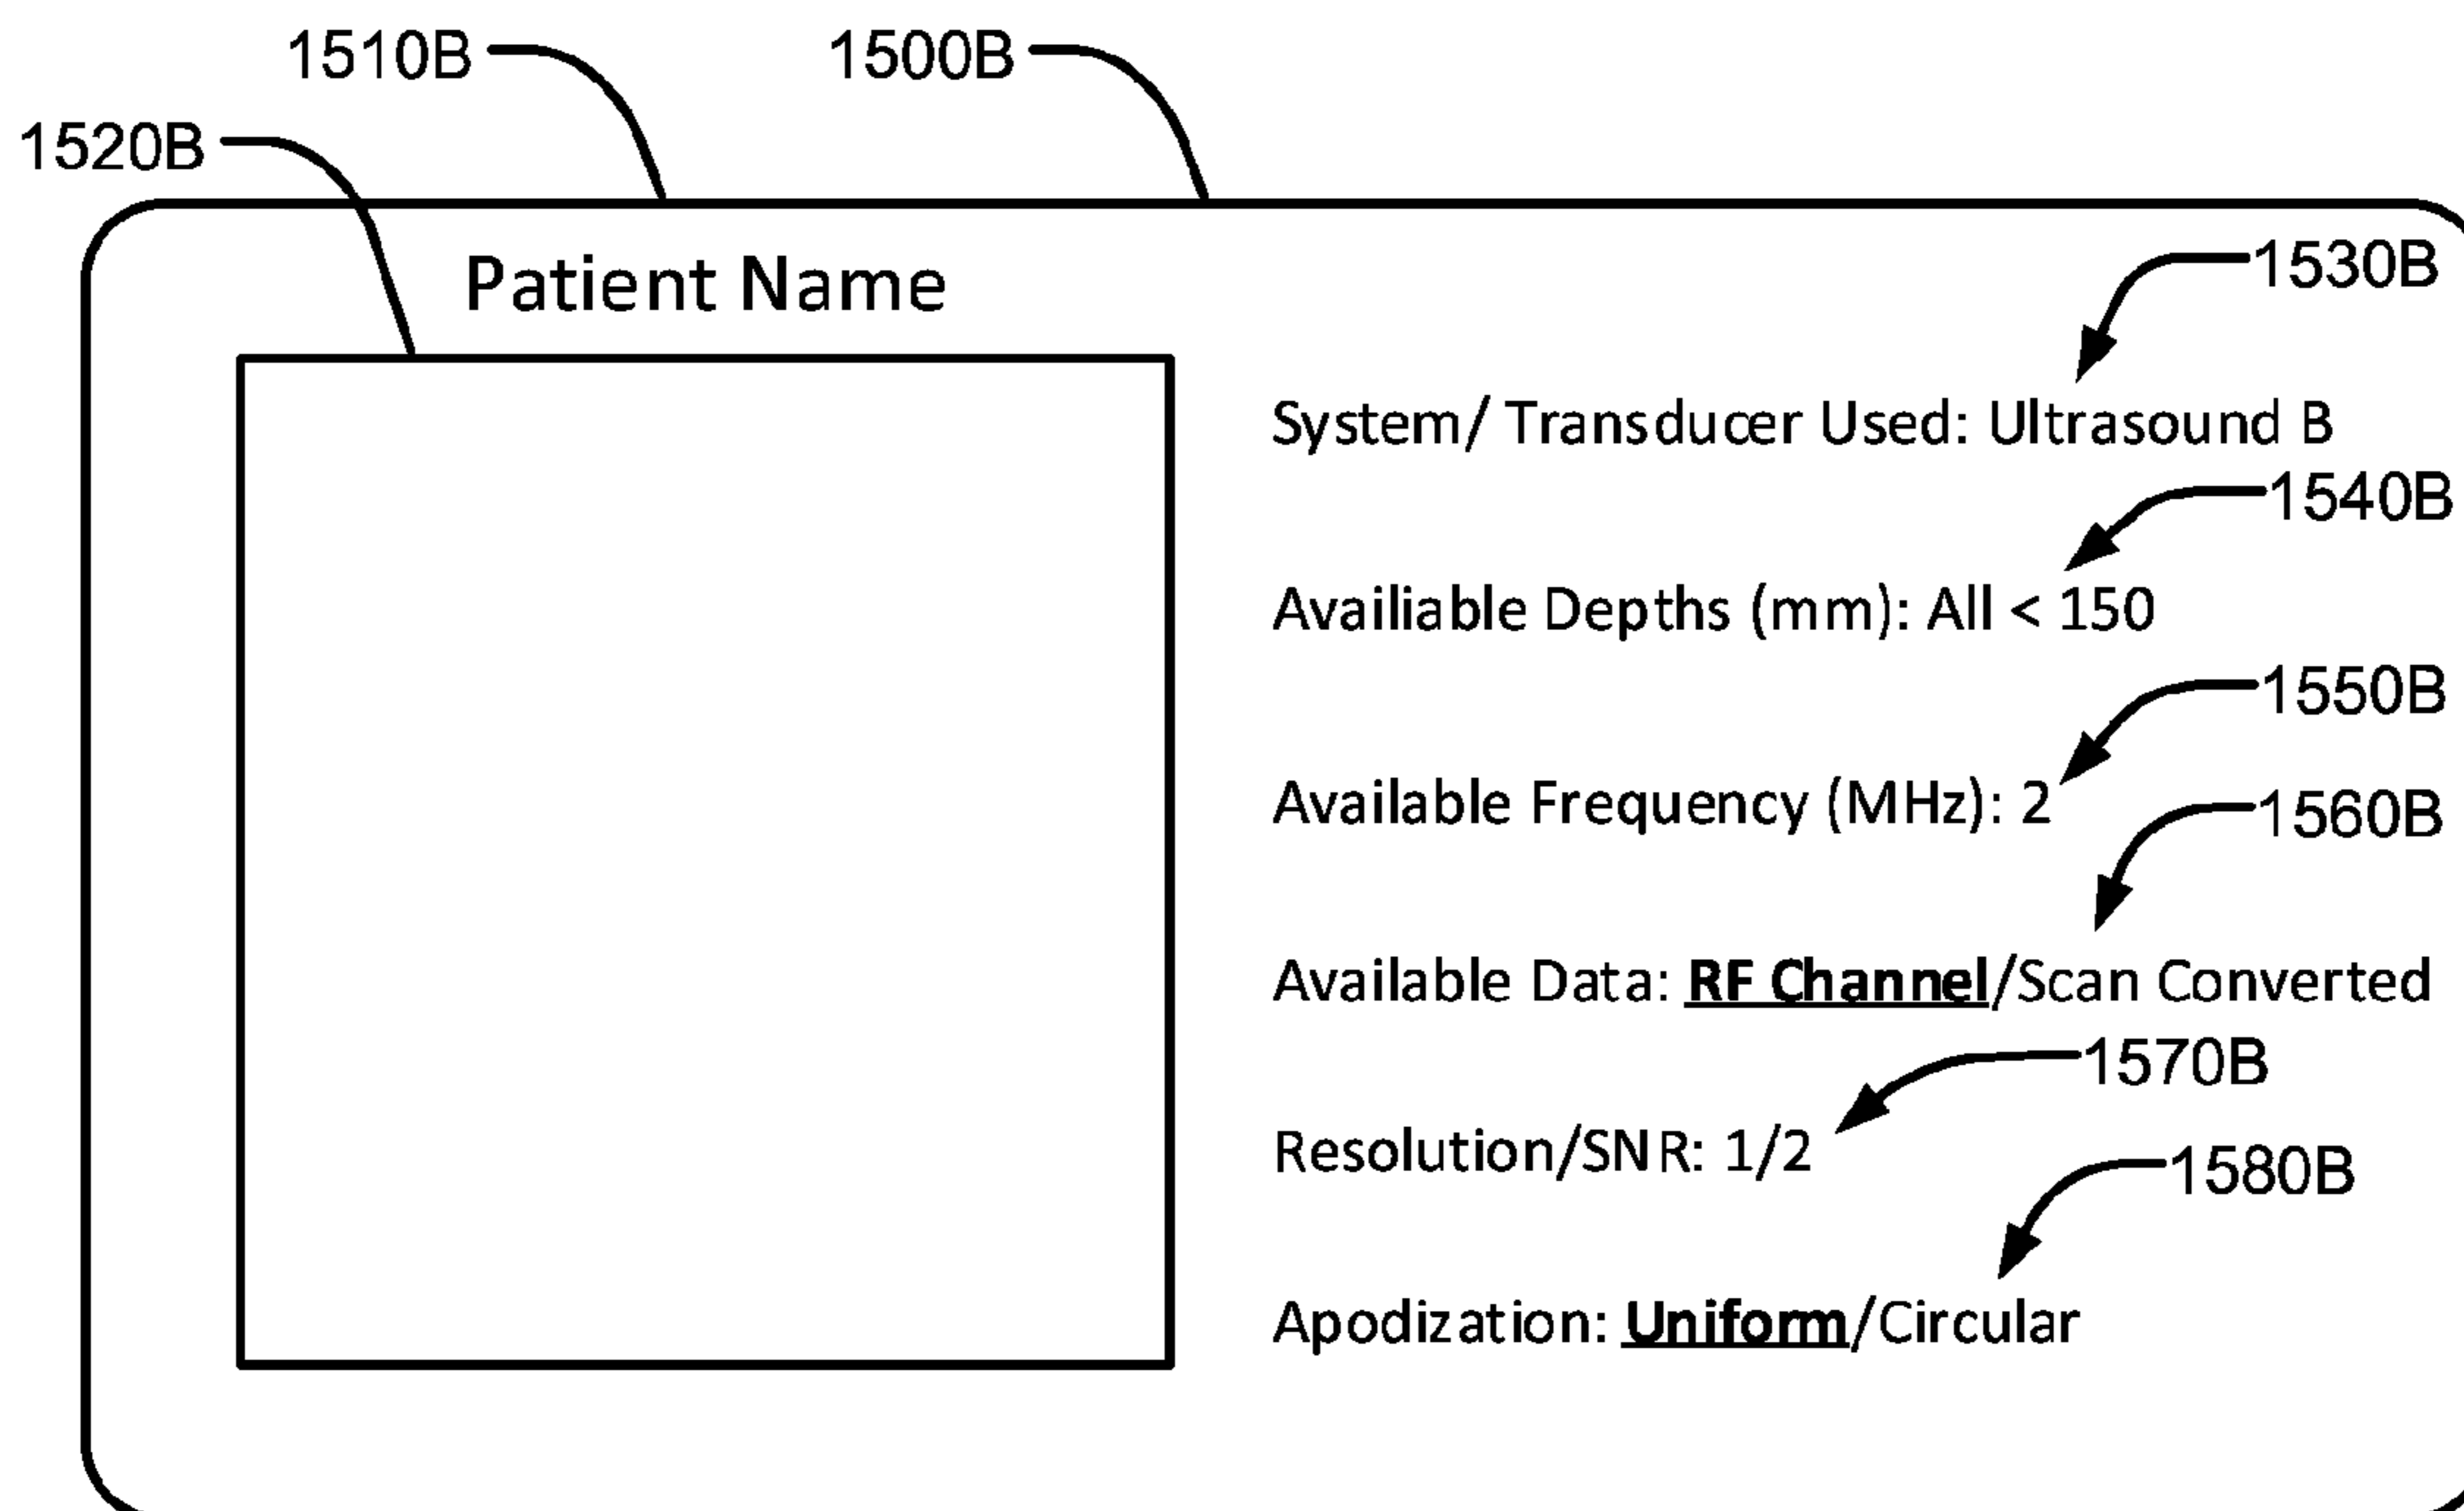 1510B
1500B
1520B
Patient Name
1530B
System/ Transducer Used: Ultrasound B
1540B
Availiable Depths (mm): All < 150
1550B
Available Frequency (MHz): 2
1560B
Available Data: RF Channel/Scan Converted
1570B
Resolution/SNR: 1/2
1580B
Apodization: Uniform/Circular